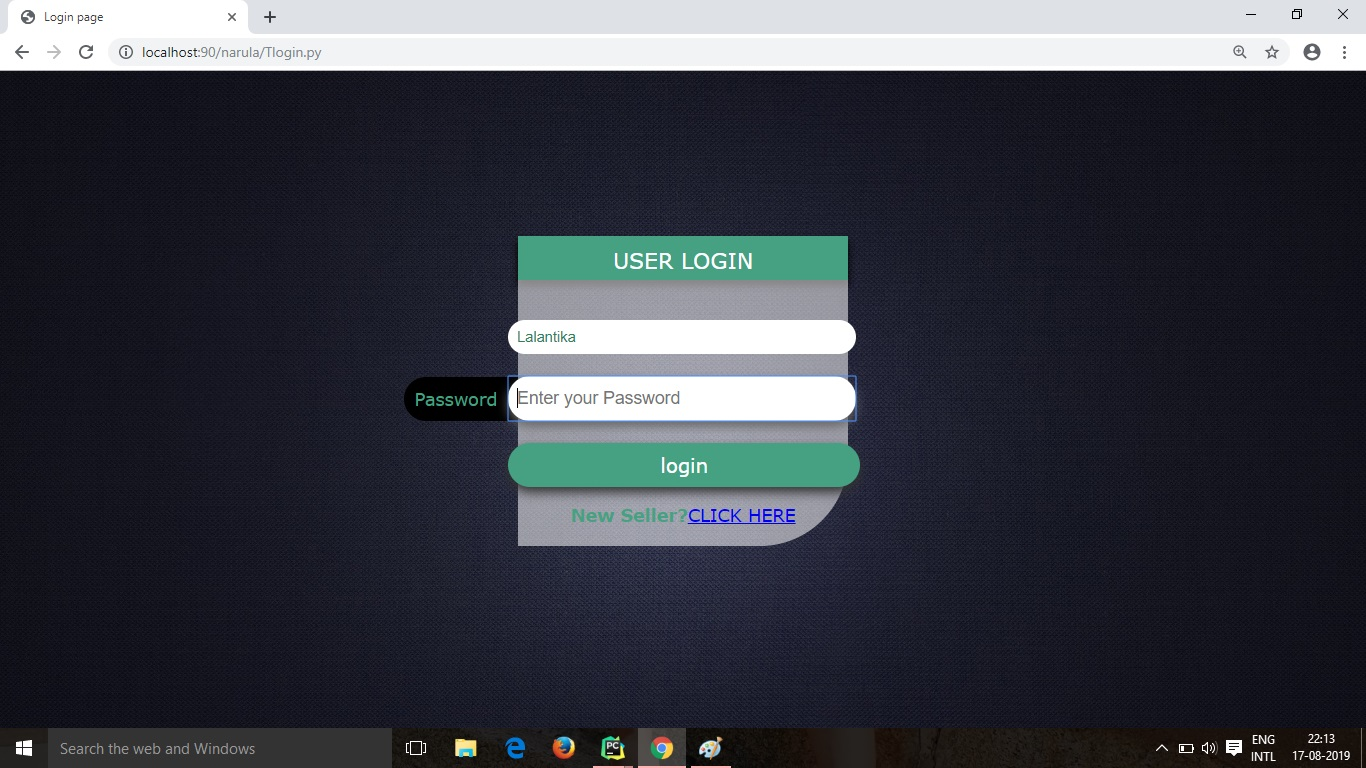 Login page
localhost:90/narula/Tlogin.py
USER LOGIN
Lalantika
Password
Enter your Password
login
New Seller?CLICK HERE
Search the web and Windows
PC
ENG
INTL
22:13
17-08-2019